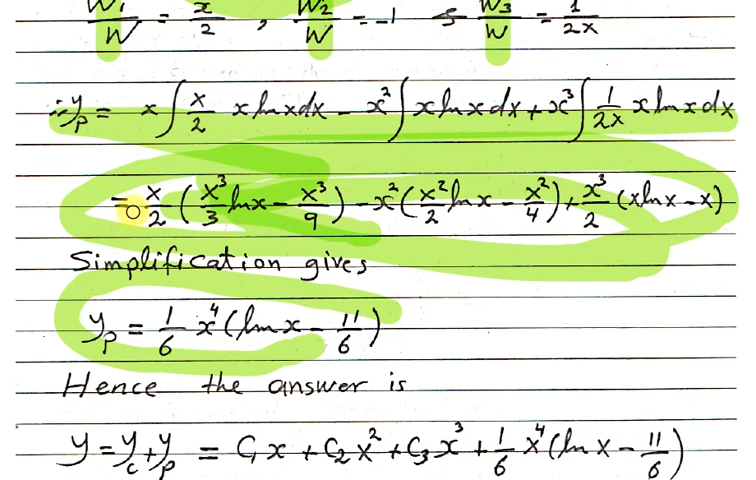 W₁/W = x/2 , W₂/W = -1 & W₃/W = 1/2x
∴ yₚ = x ∫ x/2 x ln x dx - x² ∫ x ln x dx + x³ ∫ 1/2x x ln x dx
= x/2 ( x³/3 ln x - x³/9 ) - x² ( x²/2 ln x - x²/4 ) + x³/2 (x ln x - x)
Simplification gives
yₚ = 1/6 x⁴ (ln x - 11/6)
Hence the answer is
y = y_c + yₚ = C₁x + C₂x² + C₃x³ + 1/6 x⁴ (ln x - 11/6)